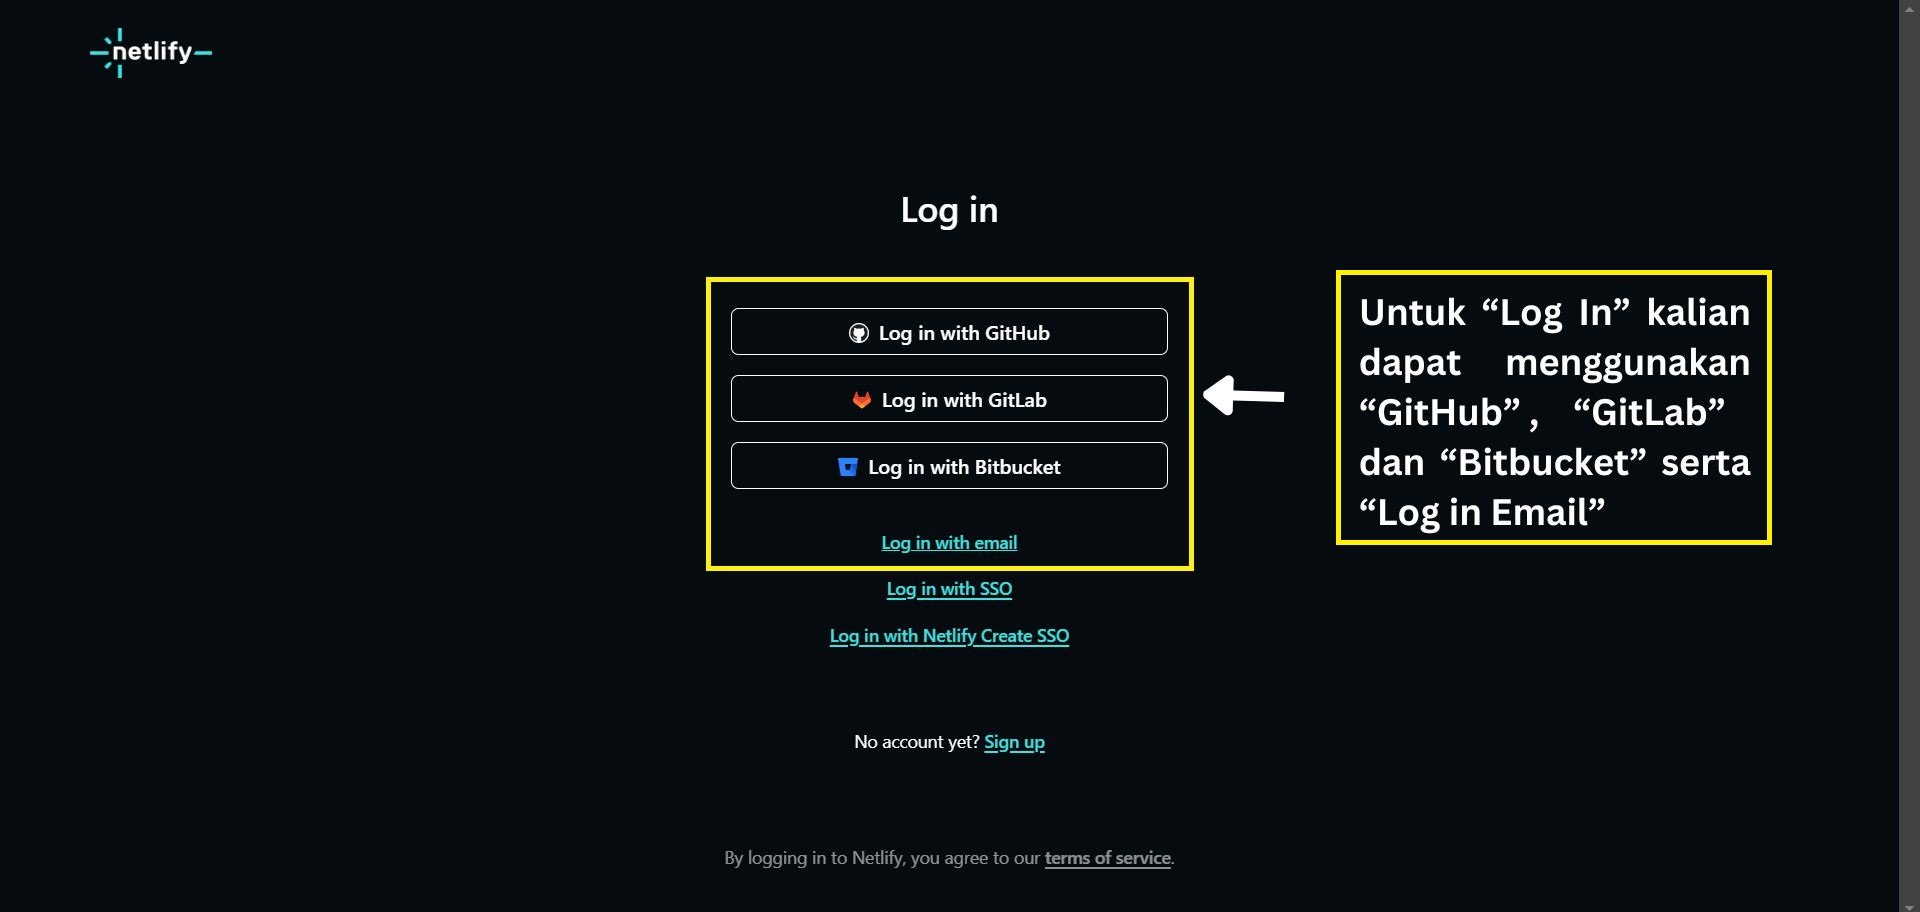 netlify
Log in
Log in with GitHub
Log in with GitLab
Log in with Bitbucket
Log in with email
Log in with SSO
Log in with Netlify Create SSO
No account yet? Sign up
By logging in to Netlify, you agree to our terms of service.
Untuk “Log In” kalian
dapat menggunakan
“GitHub”, “GitLab”
dan “Bitbucket” serta
“Log in Email”